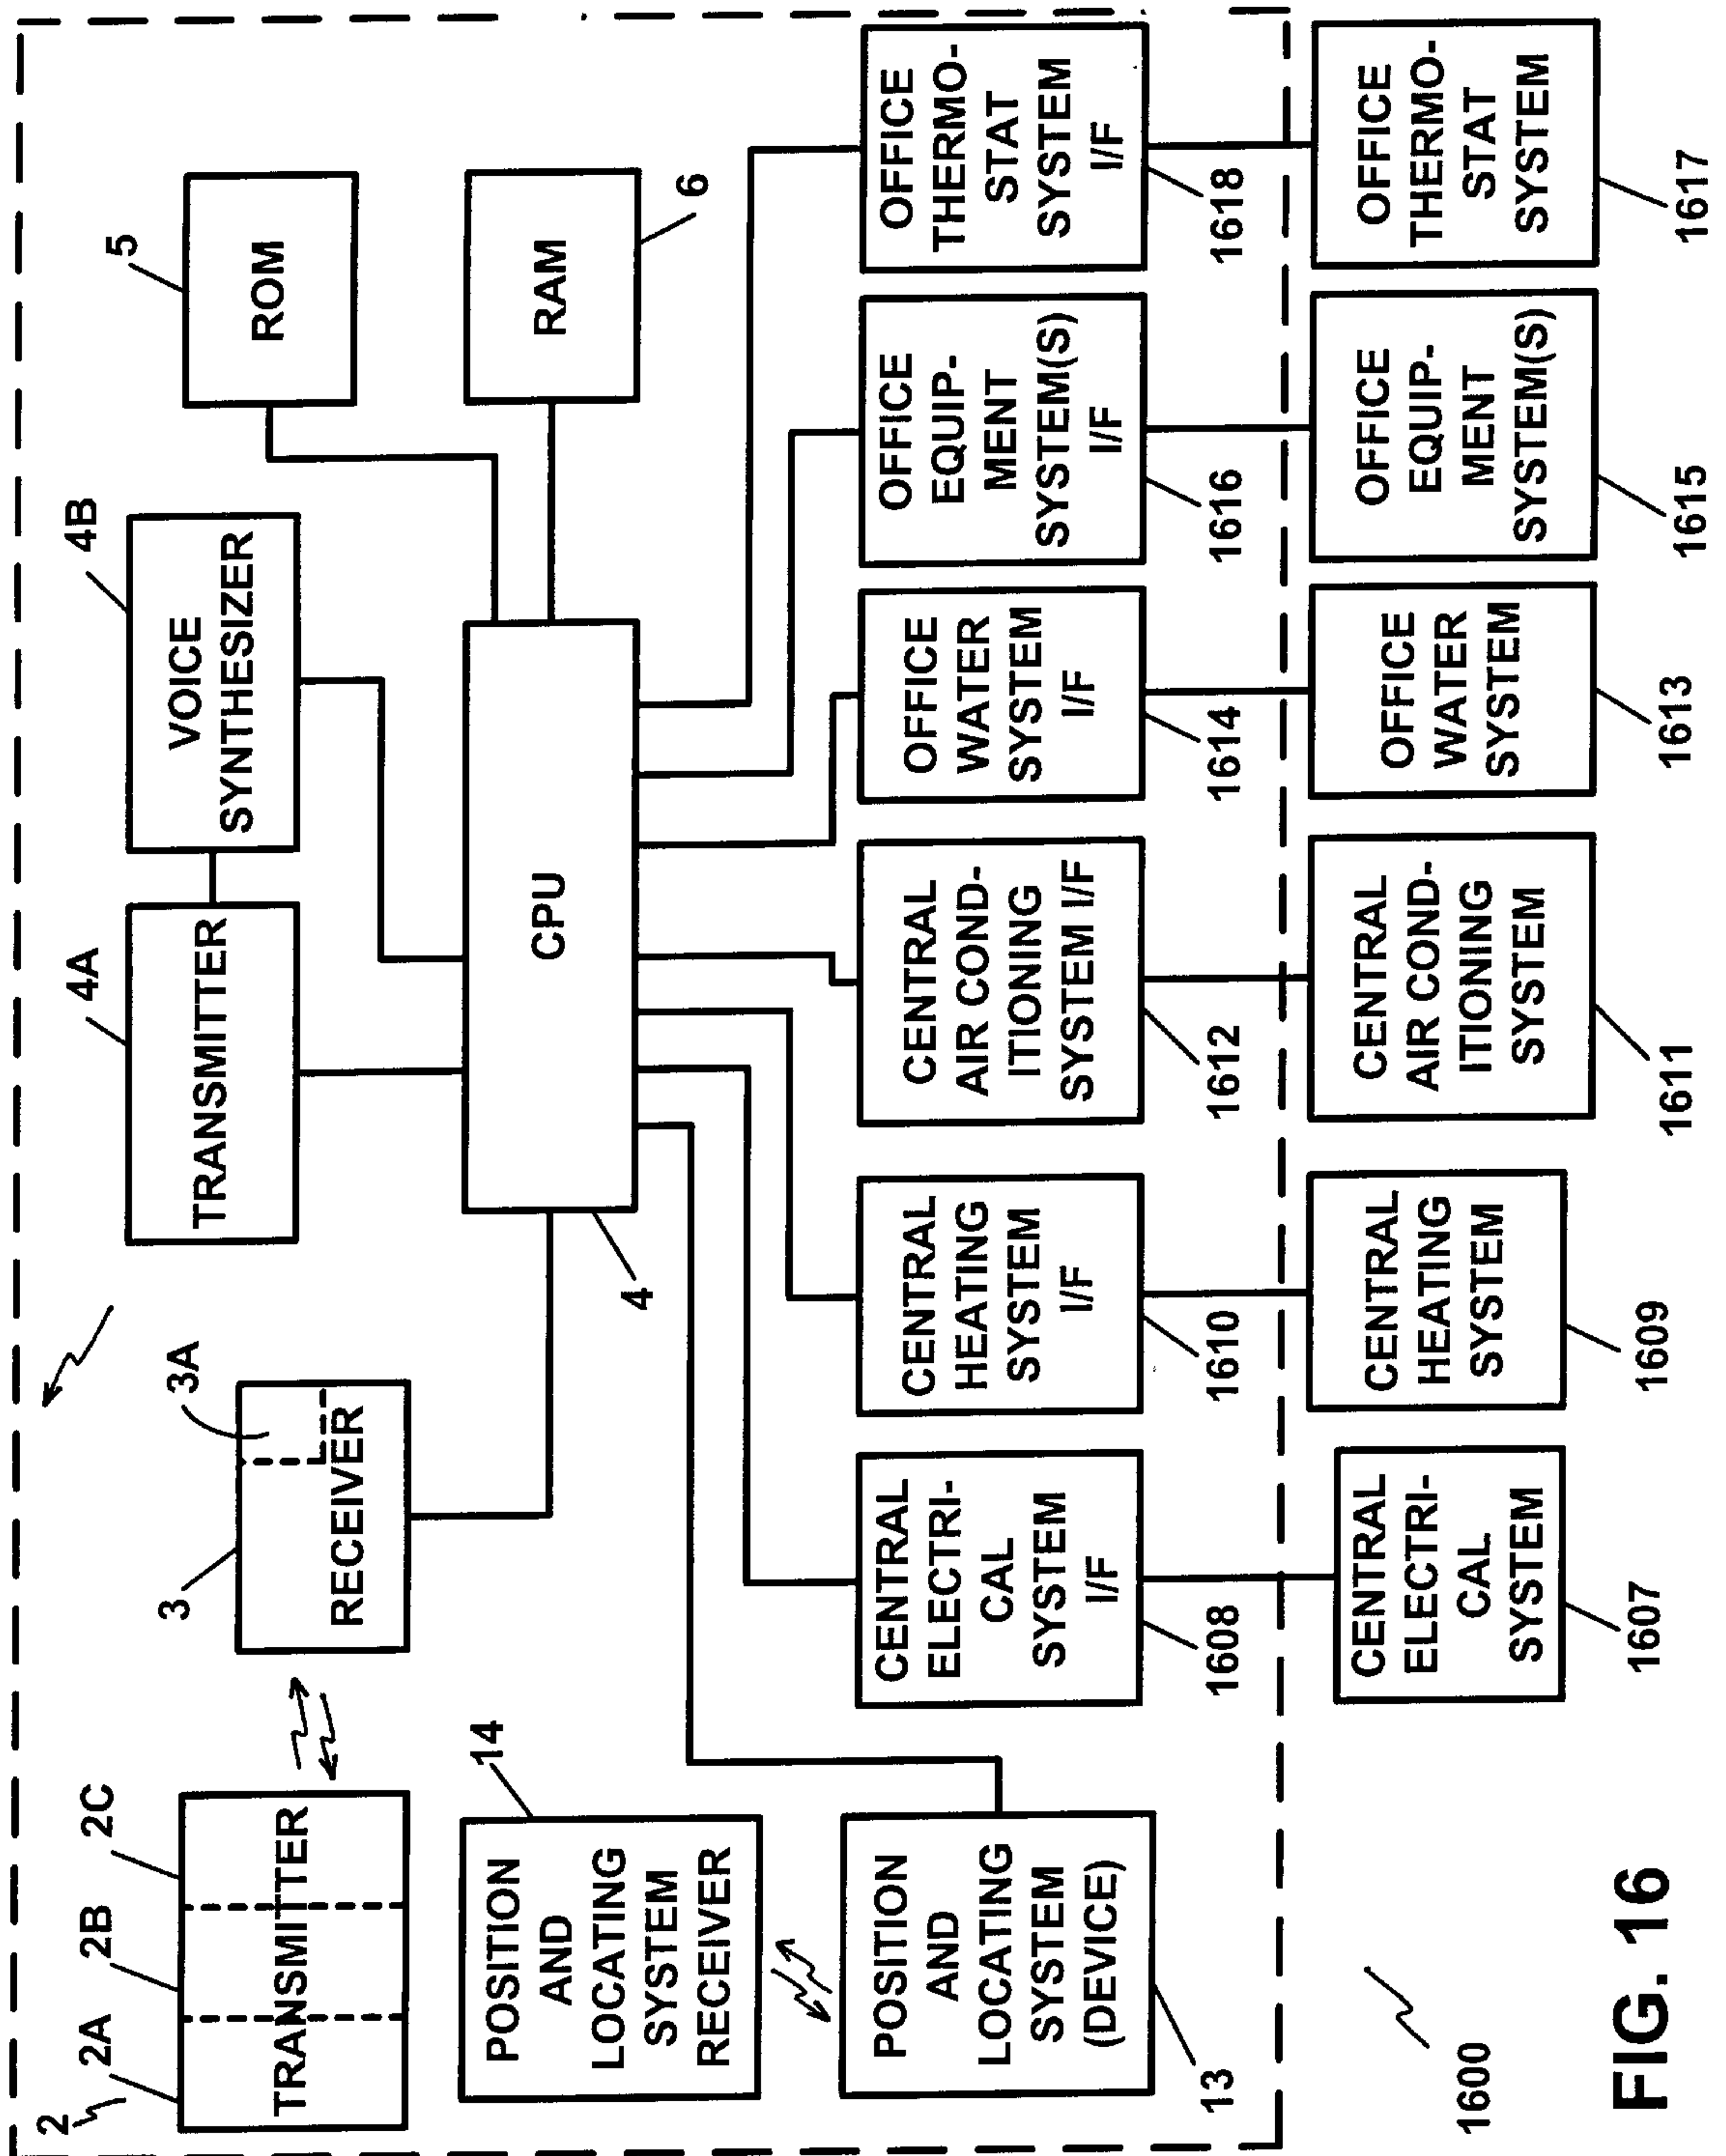 2
2A
2B
2C
TRANSMITTER
3
3A
RECEIVER
4A
TRANSMITTER
4B
VOICE
SYNTHESIZER
5
ROM
14
POSITION
AND
LOCATING
SYSTEM
RECEIVER
4
CPU
6
RAM
13
POSITION
AND
LOCATING
SYSTEM
(DEVICE)
CENTRAL
ELECTRI-
CAL
SYSTEM
I/F
1608
CENTRAL
HEATING
SYSTEM
I/F
1610
CENTRAL
AIR COND-
ITIONING
SYSTEM I/F
1612
OFFICE
WATER
SYSTEM
I/F
1614
OFFICE
EQUIP-
MENT
SYSTEM(S)
I/F
1616
OFFICE
THERMO-
STAT
SYSTEM
I/F
1618
CENTRAL
ELECTRI-
CAL
SYSTEM
1607
CENTRAL
HEATING
SYSTEM
1609
CENTRAL
AIR COND-
ITIONING
SYSTEM
1611
OFFICE
WATER
SYSTEM
1613
OFFICE
EQUIP-
MENT
SYSTEM(S)
1615
OFFICE
THERMO-
STAT
SYSTEM
1617
1600
FIG. 16